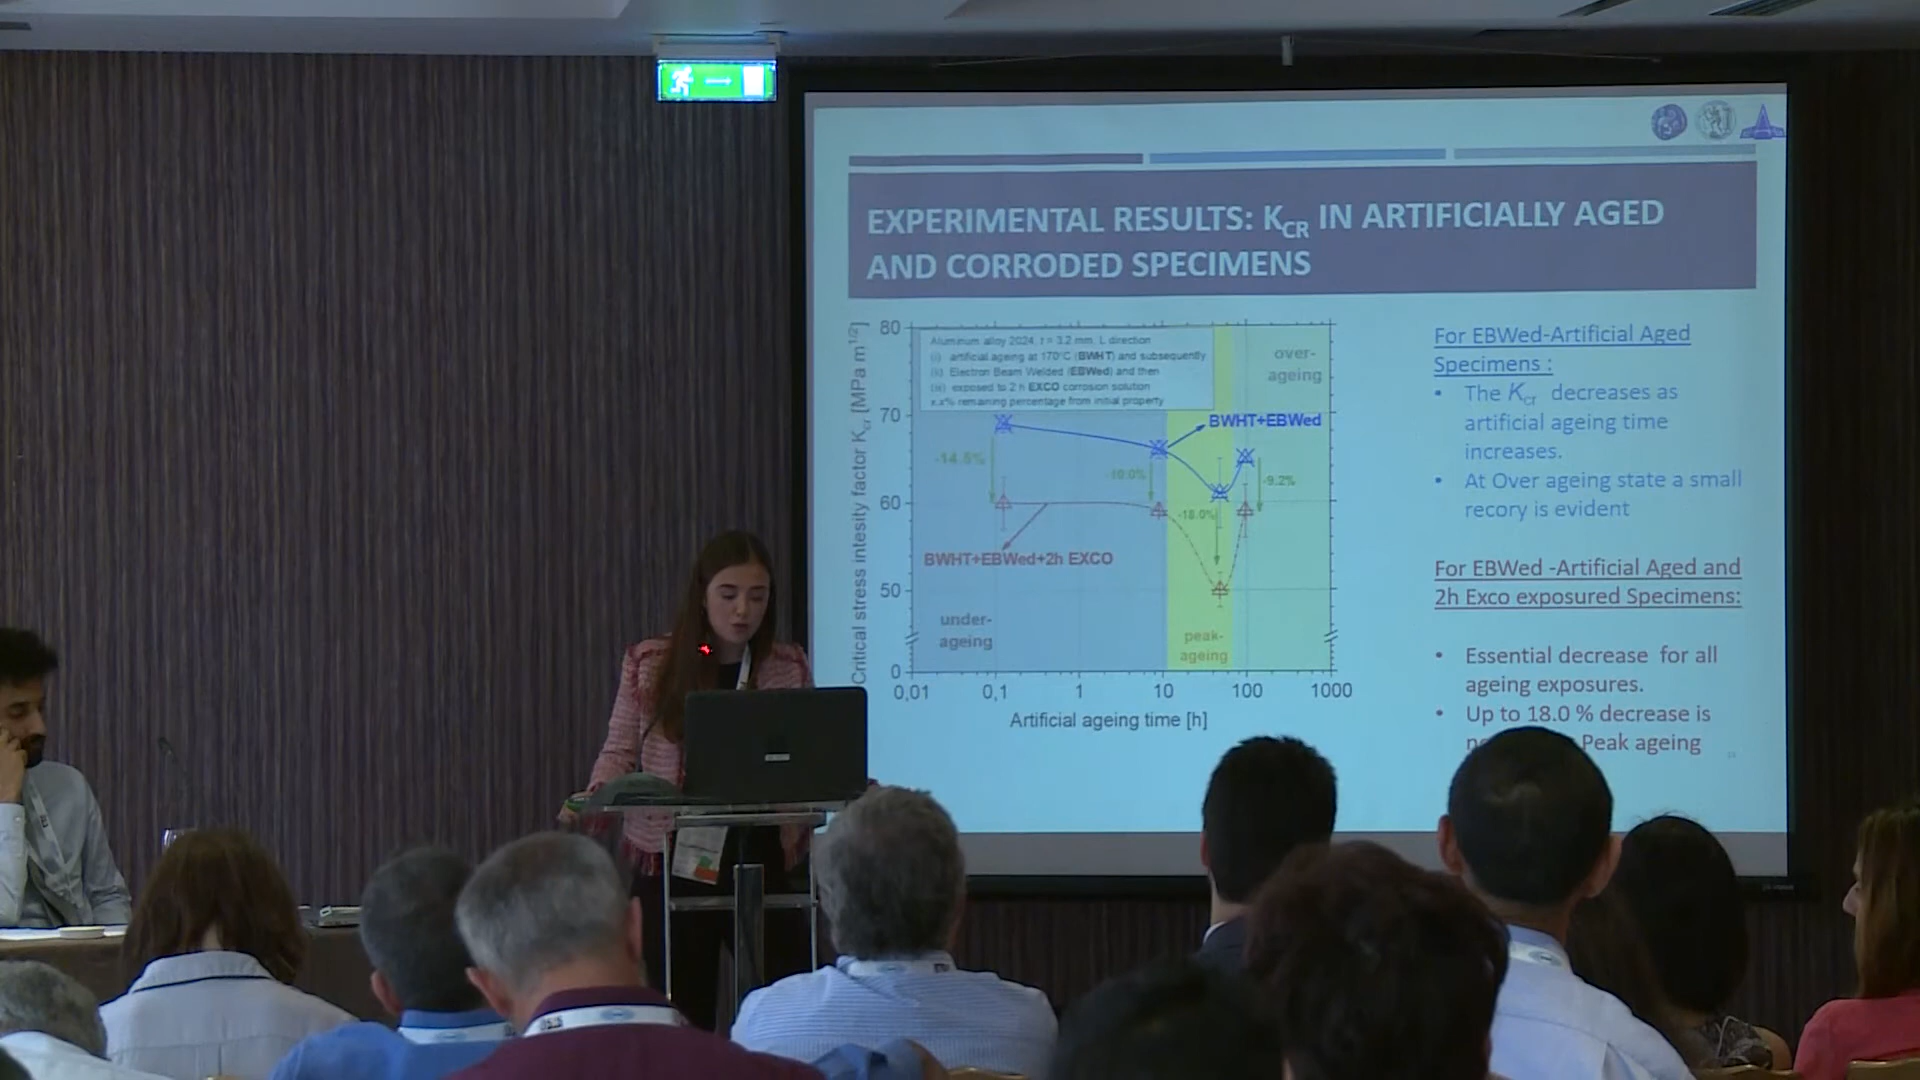 EXPERIMENTAL RESULTS: KCR IN ARTIFICIALLY AGED
AND CORRODED SPECIMENS
Critical stress intesity factor Kcr [MPa m1/2]
80
70
60
50
0
Aluminum alloy 2024, t = 3.2 mm, L direction
(i) artificial ageing at 170°C (BWHT) and subsequently
(ii) Electron Beam Welded (EBWed) and then
(iii) exposed to 2 h EXCO corrosion solution
x.x% remaining percentage from initial property
over-
ageing
BWHT+EBWed
-14.5%
-10.0%
-9.2%
-18.0%
BWHT+EBWed+2h EXCO
under-
ageing
peak-
ageing
0,01 0,1 1 10 100 1000
Artificial ageing time [h]
For EBWed-Artificial Aged
Specimens :
• The Kcr decreases as
artificial ageing time
increases.
• At Over ageing state a small
recory is evident
For EBWed -Artificial Aged and
2h Exco exposured Specimens:
• Essential decrease for all
ageing exposures.
• Up to 18.0 % decrease is
Peak ageing